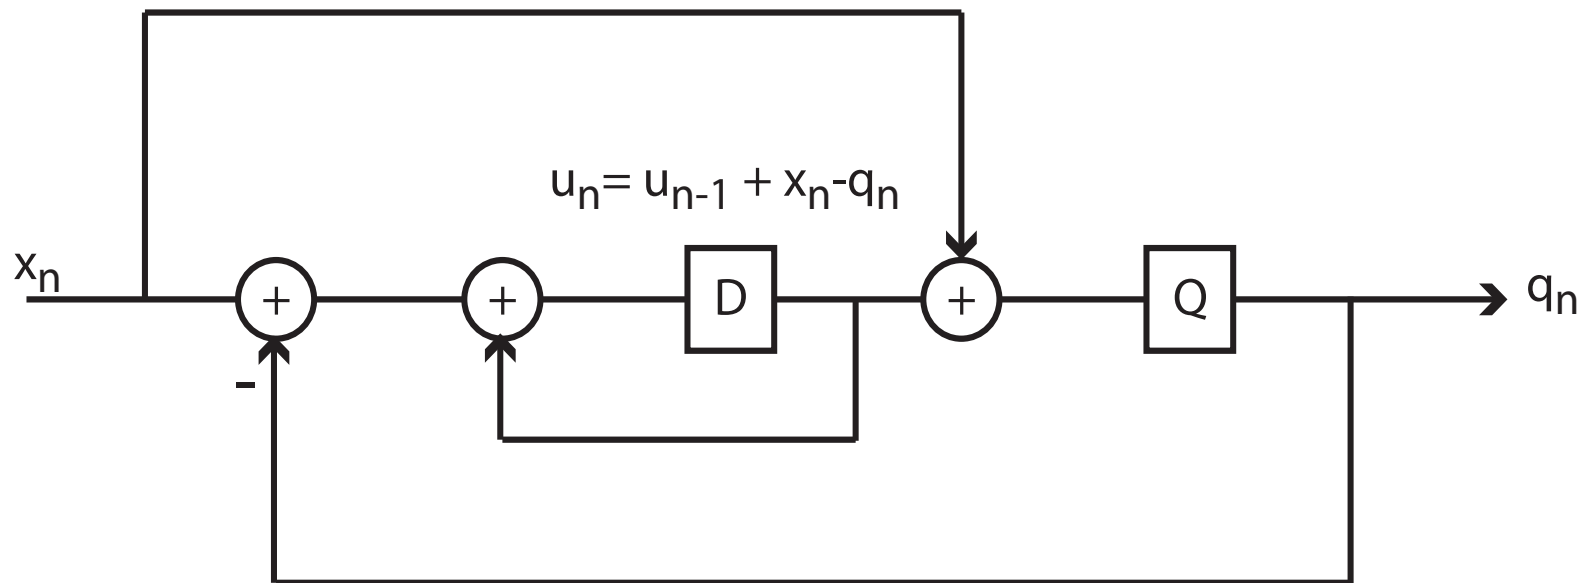 uₙ= uₙ₋₁ + xₙ-qₙ
xₙ
+ + D + Q
qₙ
-